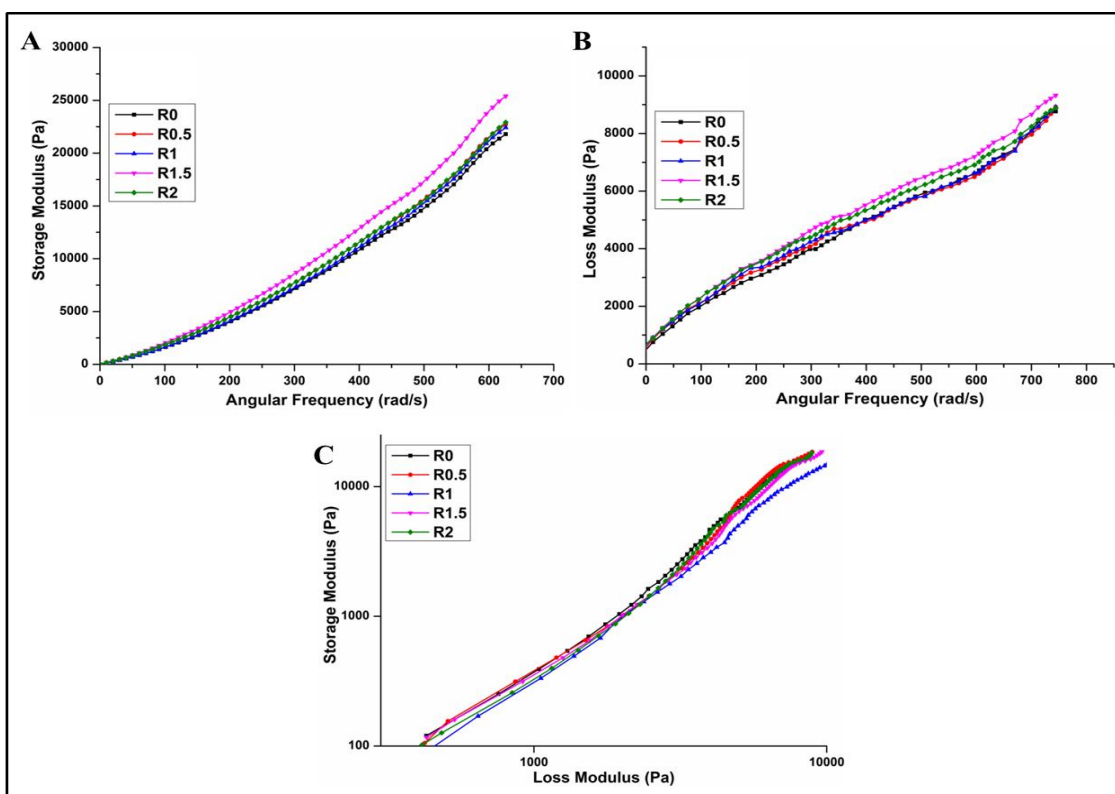 A
Storage Modulus (Pa)
30000
25000
20000
15000
10000
5000
0
R0
R0.5
R1
R1.5
R2
0 100 200 300 400 500 600 700
Angular Frequency (rad/s)
B
Loss Modulus (Pa)
10000
8000
6000
4000
2000
0
R0
R0.5
R1
R1.5
R2
0 100 200 300 400 500 600 700 800
Angular Frequency (rad/s)
C
Storage Modulus (Pa)
10000
1000
100
R0
R0.5
R1
R1.5
R2
1000 10000
Loss Modulus (Pa)